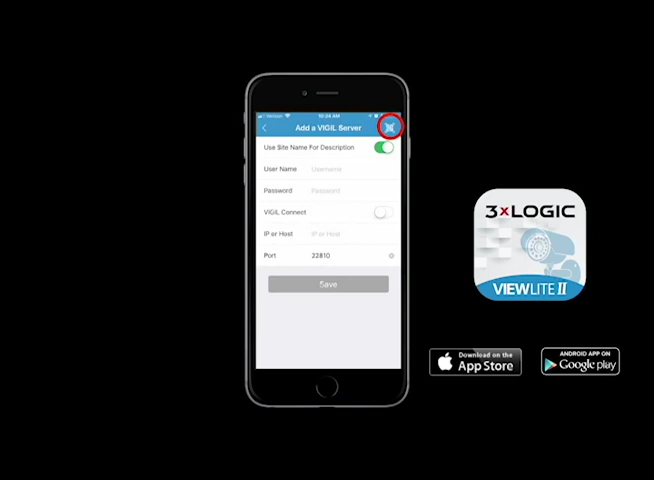 Verizon
10:24 AM
Add a VIGIL Server
Use Site Name For Description
User Name Username
Password Password
VIGIL Connect
IP or Host IP or Host
Port 22810
Save
3xLOGIC
VIEWLITE II
Download on the
App Store
ANDROID APP ON
Google play